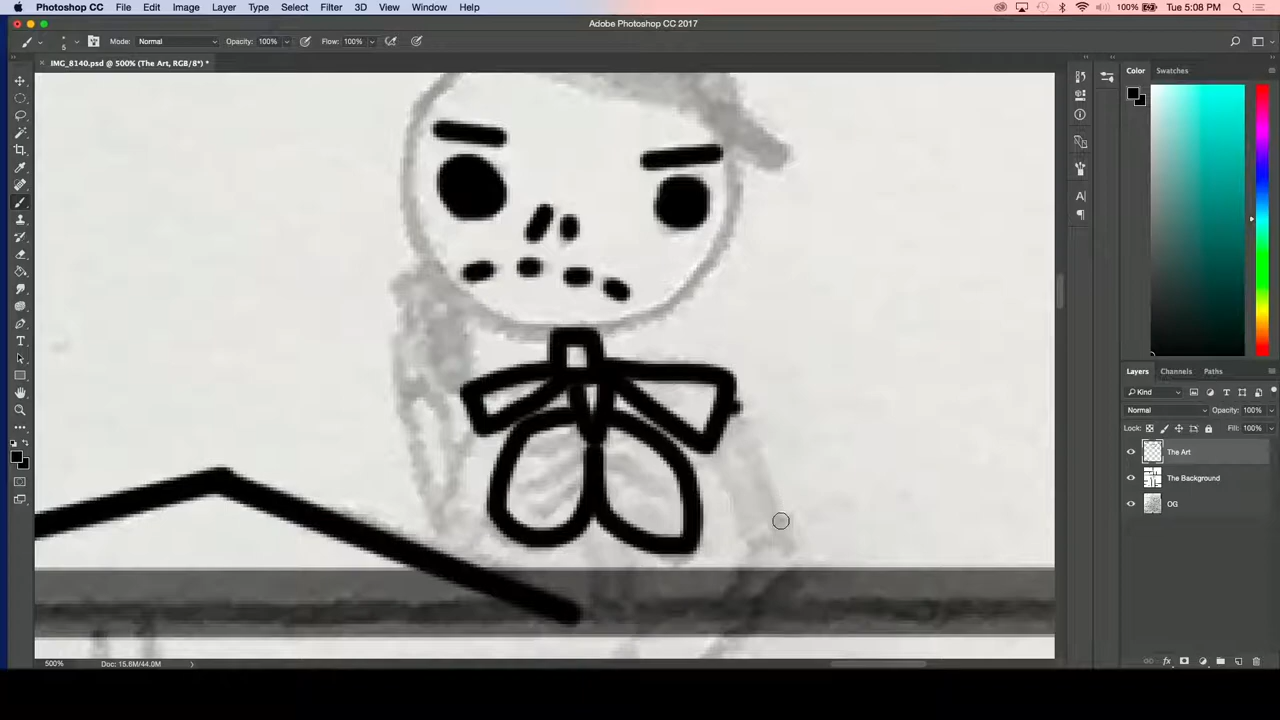 Photoshop CC File Edit Image Layer Type Select Filter 3D View Window Help 100% Tue 5:08 PM
Adobe Photoshop CC 2017
5 Mode: Normal Opacity: 100% Flow: 100%
IMG_8140.psd @ 500% (The Art, RGB/8*) *
Color Swatches
Layers Channels Paths
Kind
Normal Opacity: 100%
Lock: Fill: 100%
The Art
The Background
OG
500% Doc: 15.6M/44.0M